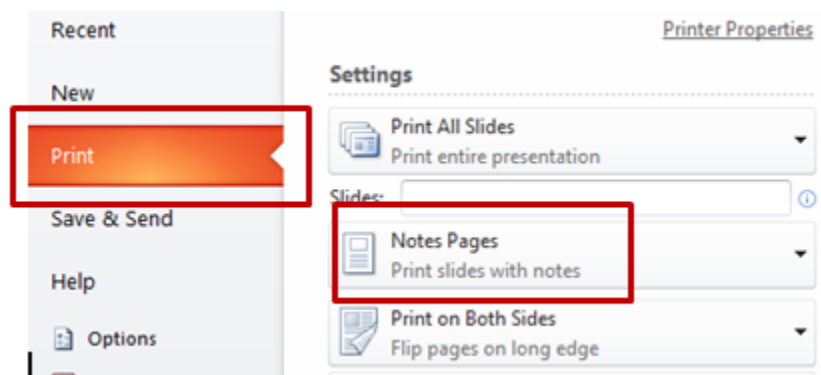 Recent
New
Print
Save & Send
Help
Options
Printer Properties
Settings
Print All Slides
Print entire presentation
Slides:
Notes Pages
Print slides with notes
Print on Both Sides
Flip pages on long edge